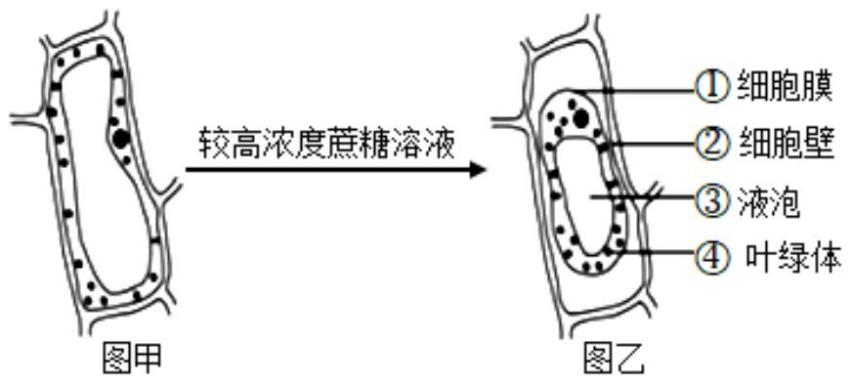 较高浓度蔗糖溶液
① 细胞膜
② 细胞壁
③ 液泡
④ 叶绿体
图甲
图乙